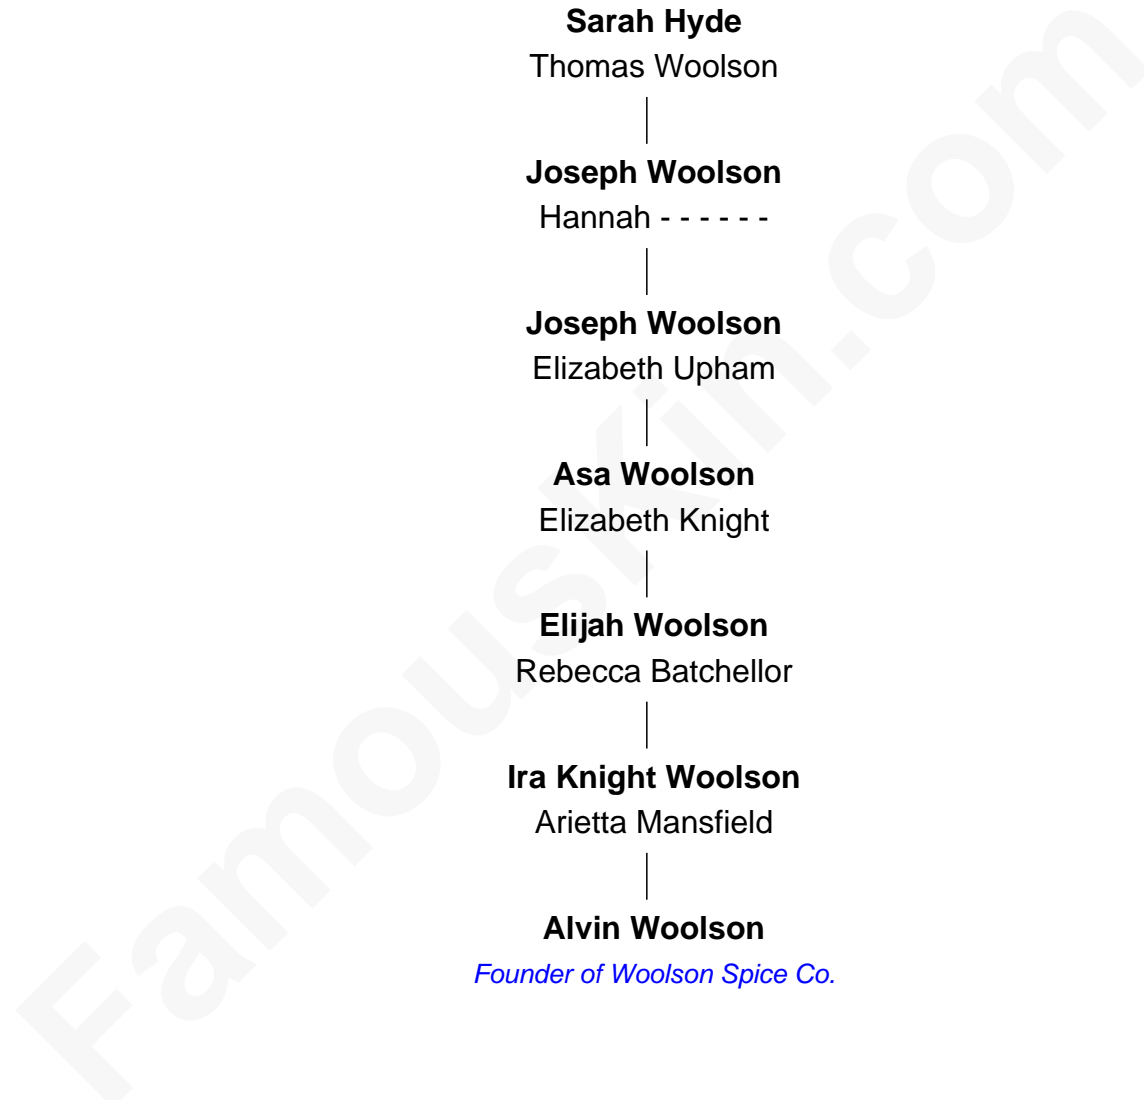 Sarah Hyde
Thomas Woolson
Joseph Woolson
Hannah - - - - - -
Joseph Woolson
Elizabeth Upham
Asa Woolson
Elizabeth Knight
Elijah Woolson
Rebecca Batchellor
Ira Knight Woolson
Arietta Mansfield
Alvin Woolson
Founder of Woolson Spice Co.
FamousKin.com